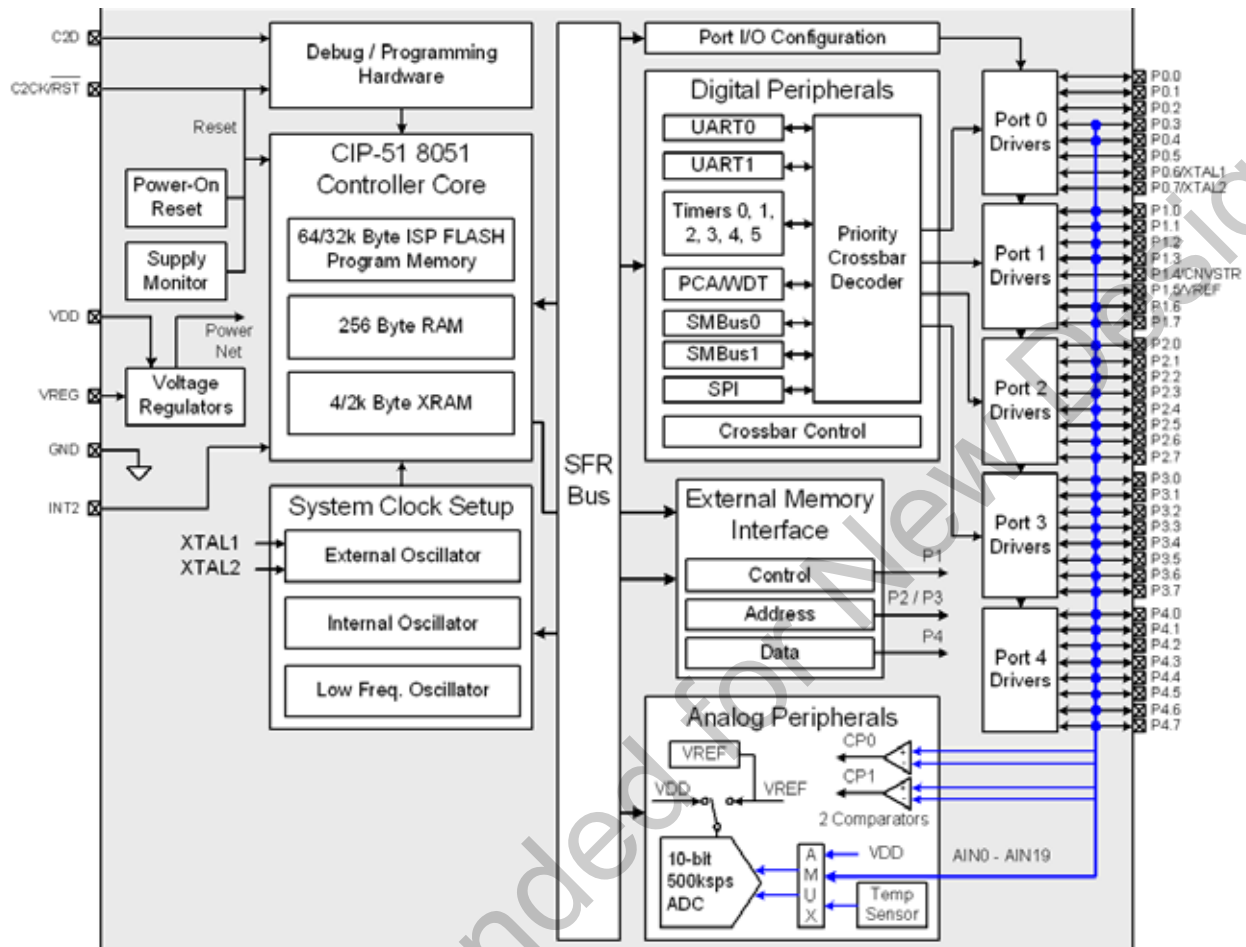 C2D
C2CK/RST
VDD
VREG
GND
INT2
Debug / Programming
Hardware
Reset
Power-On
Reset
Supply
Monitor
Power
Net
Voltage
Regulators
CIP-51 8051
Controller Core
64/32k Byte ISP FLASH
Program Memory
256 Byte RAM
4/2k Byte XRAM
System Clock Setup
XTAL1
XTAL2
External Oscillator
Internal Oscillator
Low Freq. Oscillator
SFR
Bus
Port I/O Configuration
Digital Peripherals
UART0
UART1
Timers 0, 1,
2, 3, 4, 5
PCA/WDT
SMBus0
SMBus1
SPI
Priority
Crossbar
Decoder
Crossbar Control
External Memory
Interface
Control
Address
Data
P1
P2 / P3
P4
Analog Peripherals
VREF
VDD
VREF
CP0
+
-
CP1
+
-
2 Comparators
10-bit
500ksps
ADC
A
M
U
X
VDD
Temp
Sensor
AIN0 - AIN19
Port 0
Drivers
Port 1
Drivers
Port 2
Drivers
Port 3
Drivers
Port 4
Drivers
P0.0
P0.1
P0.2
P0.3
P0.4
P0.5
P0.6/XTAL1
P0.7/XTAL2
P1.0
P1.1
P1.2
P1.3
P1.4/CNVSTR
P1.5/VREF
P1.6
P1.7
P2.0
P2.1
P2.2
P2.3
P2.4
P2.5
P2.6
P2.7
P3.0
P3.1
P3.2
P3.3
P3.4
P3.5
P3.6
P3.7
P4.0
P4.1
P4.2
P4.3
P4.4
P4.5
P4.6
P4.7
for New